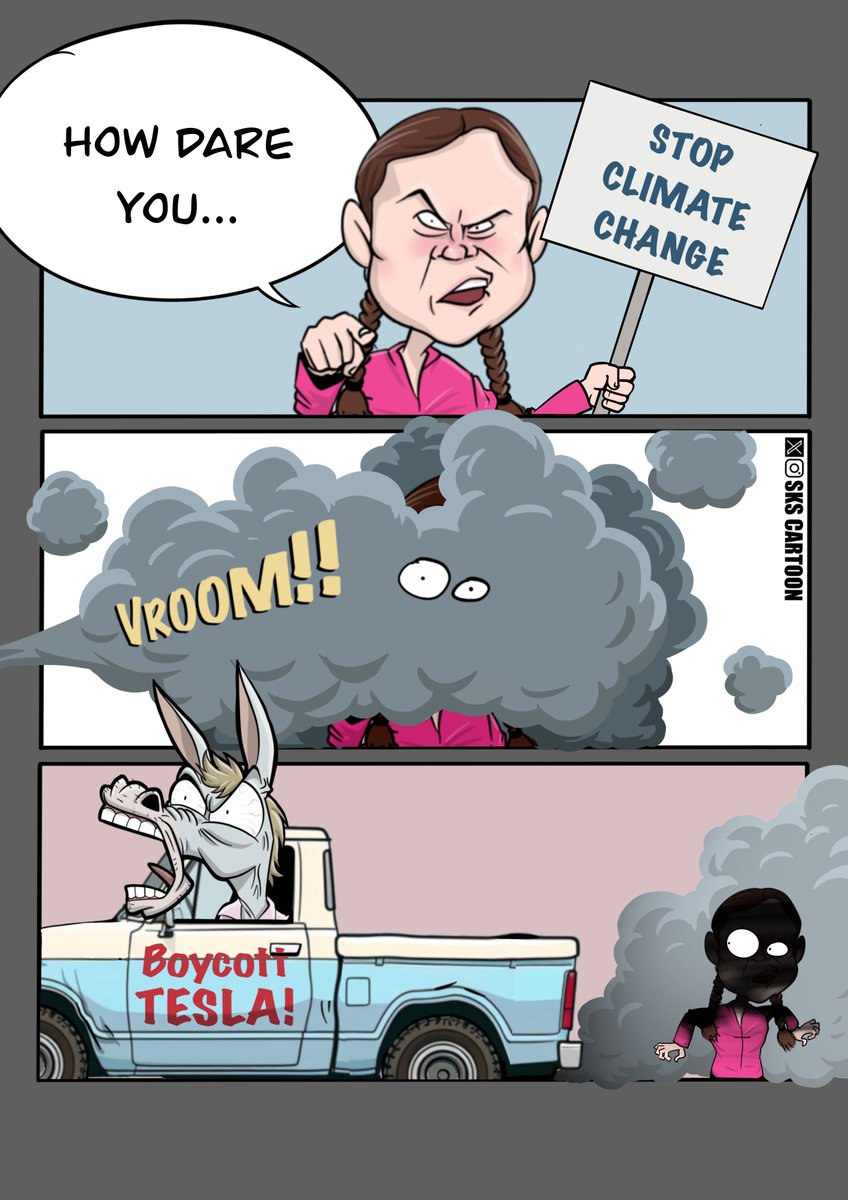 HOW DARE
YOU...
STOP
CLIMATE
CHANGE
VROOM!!
SKS CARTOON
Boycott
TESLA!